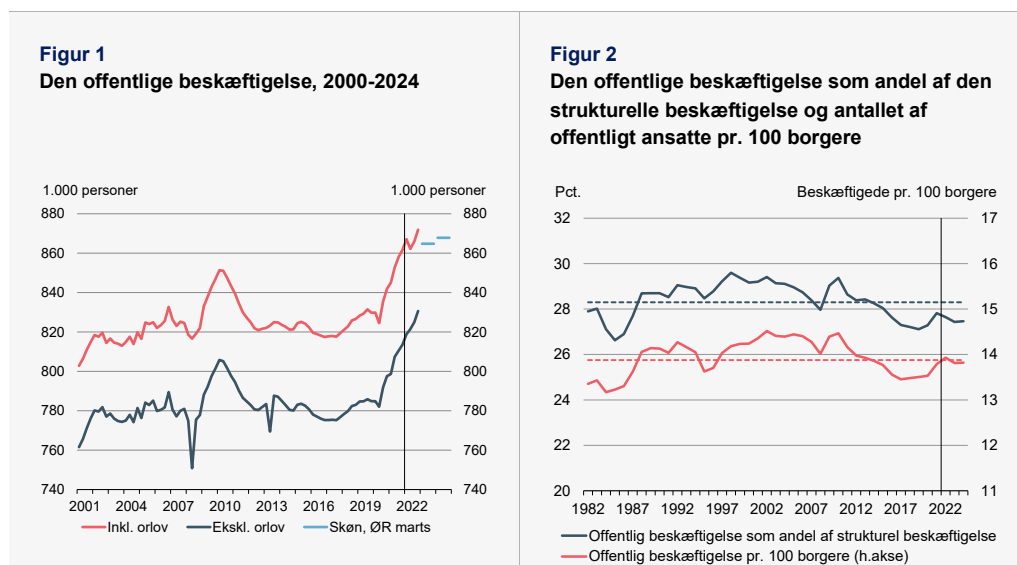 Figur 1
Den offentlige beskæftigelse, 2000-2024
1.000 personer
1.000 personer
880
880
860
860
840
840
820
820
800
800
780
780
760
760
740
740
2001 2004 2007 2010 2013 2016 2019 2022
Inkl. orlov Ekskl. orlov Skøn, ØR marts
Figur 2
Den offentlige beskæftigelse som andel af den
strukturelle beskæftigelse og antallet af
offentligt ansatte pr. 100 borgere
Pct.
Beskæftigede pr. 100 borgere
32
17
30
16
28
15
26
14
24
13
22
12
20
11
1982 1987 1992 1997 2002 2007 2012 2017 2022
Offentlig beskæftigelse som andel af strukturel beskæftigelse
Offentlig beskæftigelse pr. 100 borgere (h.akse)